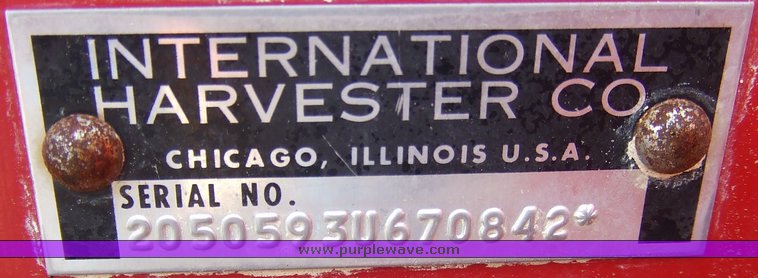 INTERNATIONAL
HARVESTER CO
CHICAGO, ILLINOIS U.S.A.
SERIAL NO.
2050593U670842*
www.purplewave.com